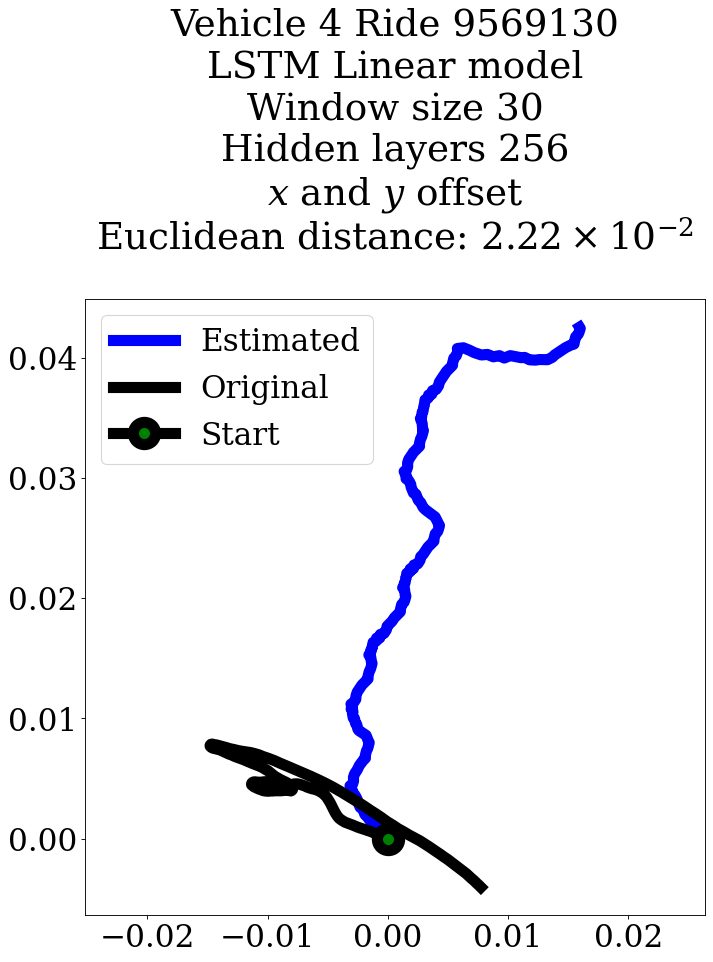 Vehicle 4 Ride 9569130
LSTM Linear model
Window size 30
Hidden layers 256
x and y offset
Euclidean distance: 2.22 × 10⁻²
Estimated
Original
Start
0.04
0.03
0.02
0.01
0.00
−0.02 −0.01 0.00 0.01 0.02